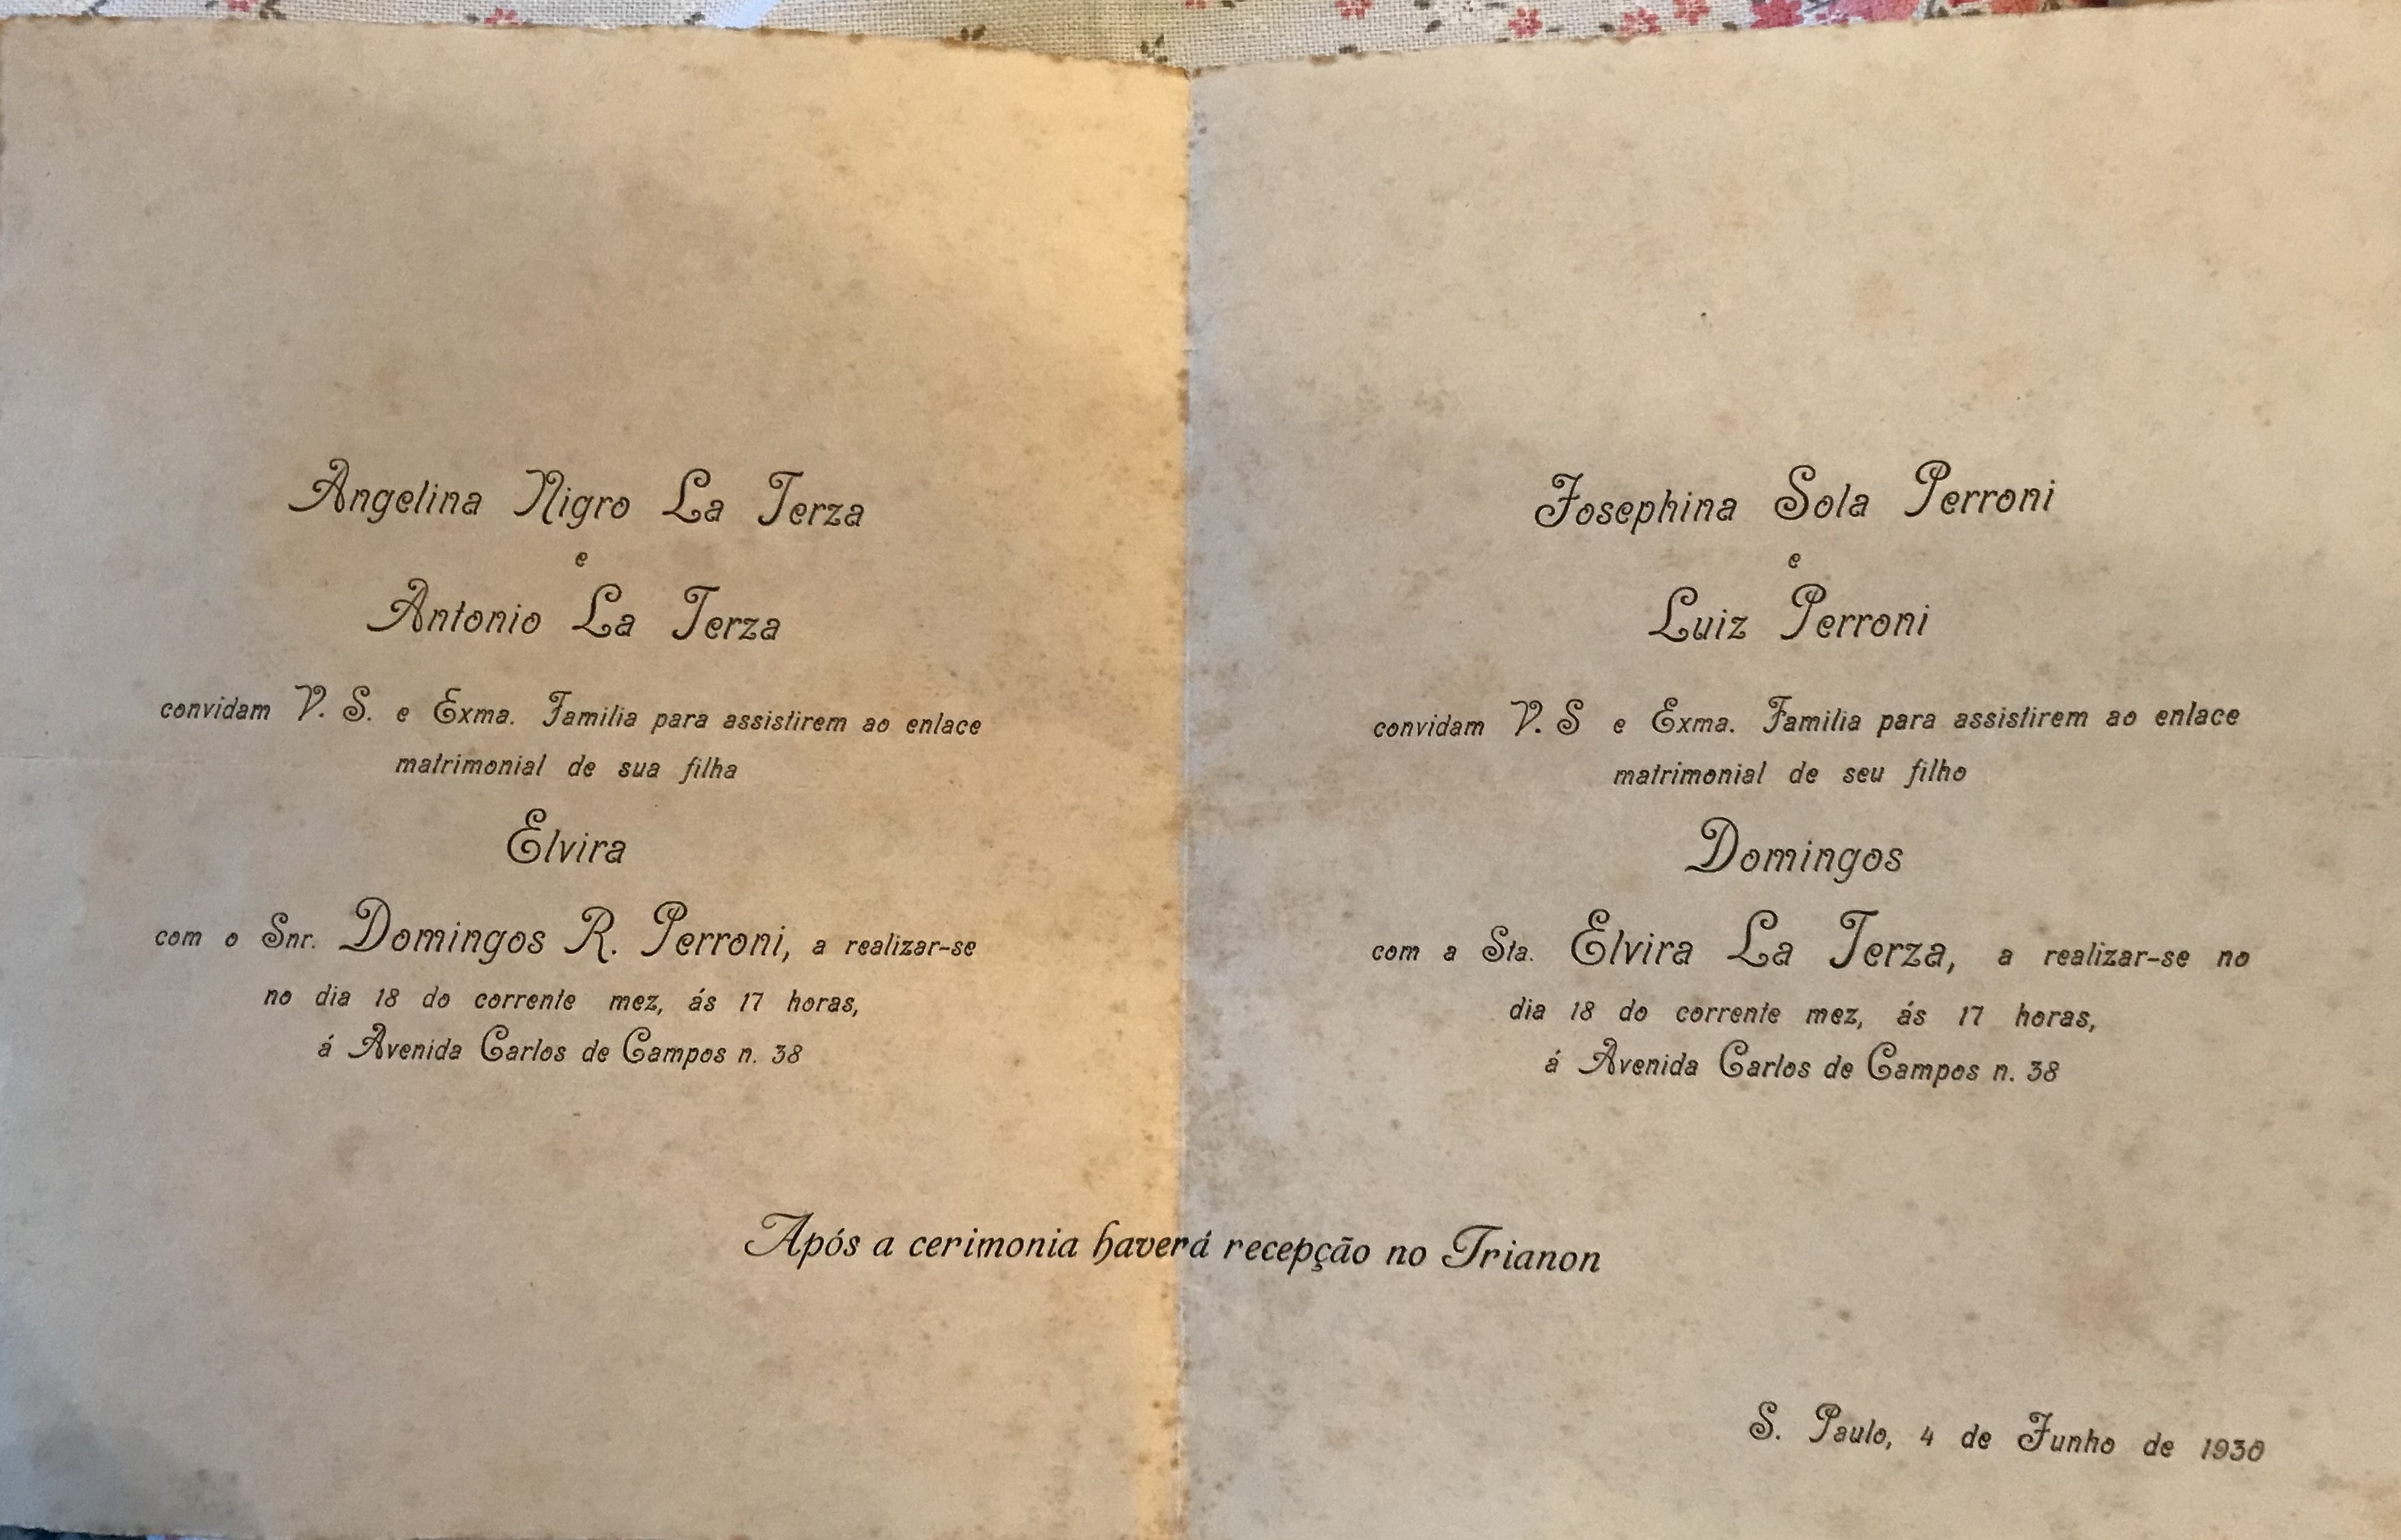 Angelina Nigro La Terza
e
Antonio La Terza
convidam V. S. e Exma. Familia para assistirem ao enlace
matrimonial de sua filha
Elvira
com o Snr. Domingos R. Perroni, a realizar-se
no dia 18 do corrente mez, ás 17 horas,
á Avenida Carlos de Campos n. 38
Josephina Sola Perroni
e
Luiz Perroni
convidam V. S e Exma. Familia para assistirem ao enlace
matrimonial de seu filho
Domingos
com a Sta. Elvira La Terza, a realizar-se no
dia 18 do corrente mez, ás 17 horas,
á Avenida Carlos de Campos n. 38
Após a cerimonia haverá recepção no Trianon
S. Paulo, 4 de Junho de 1930